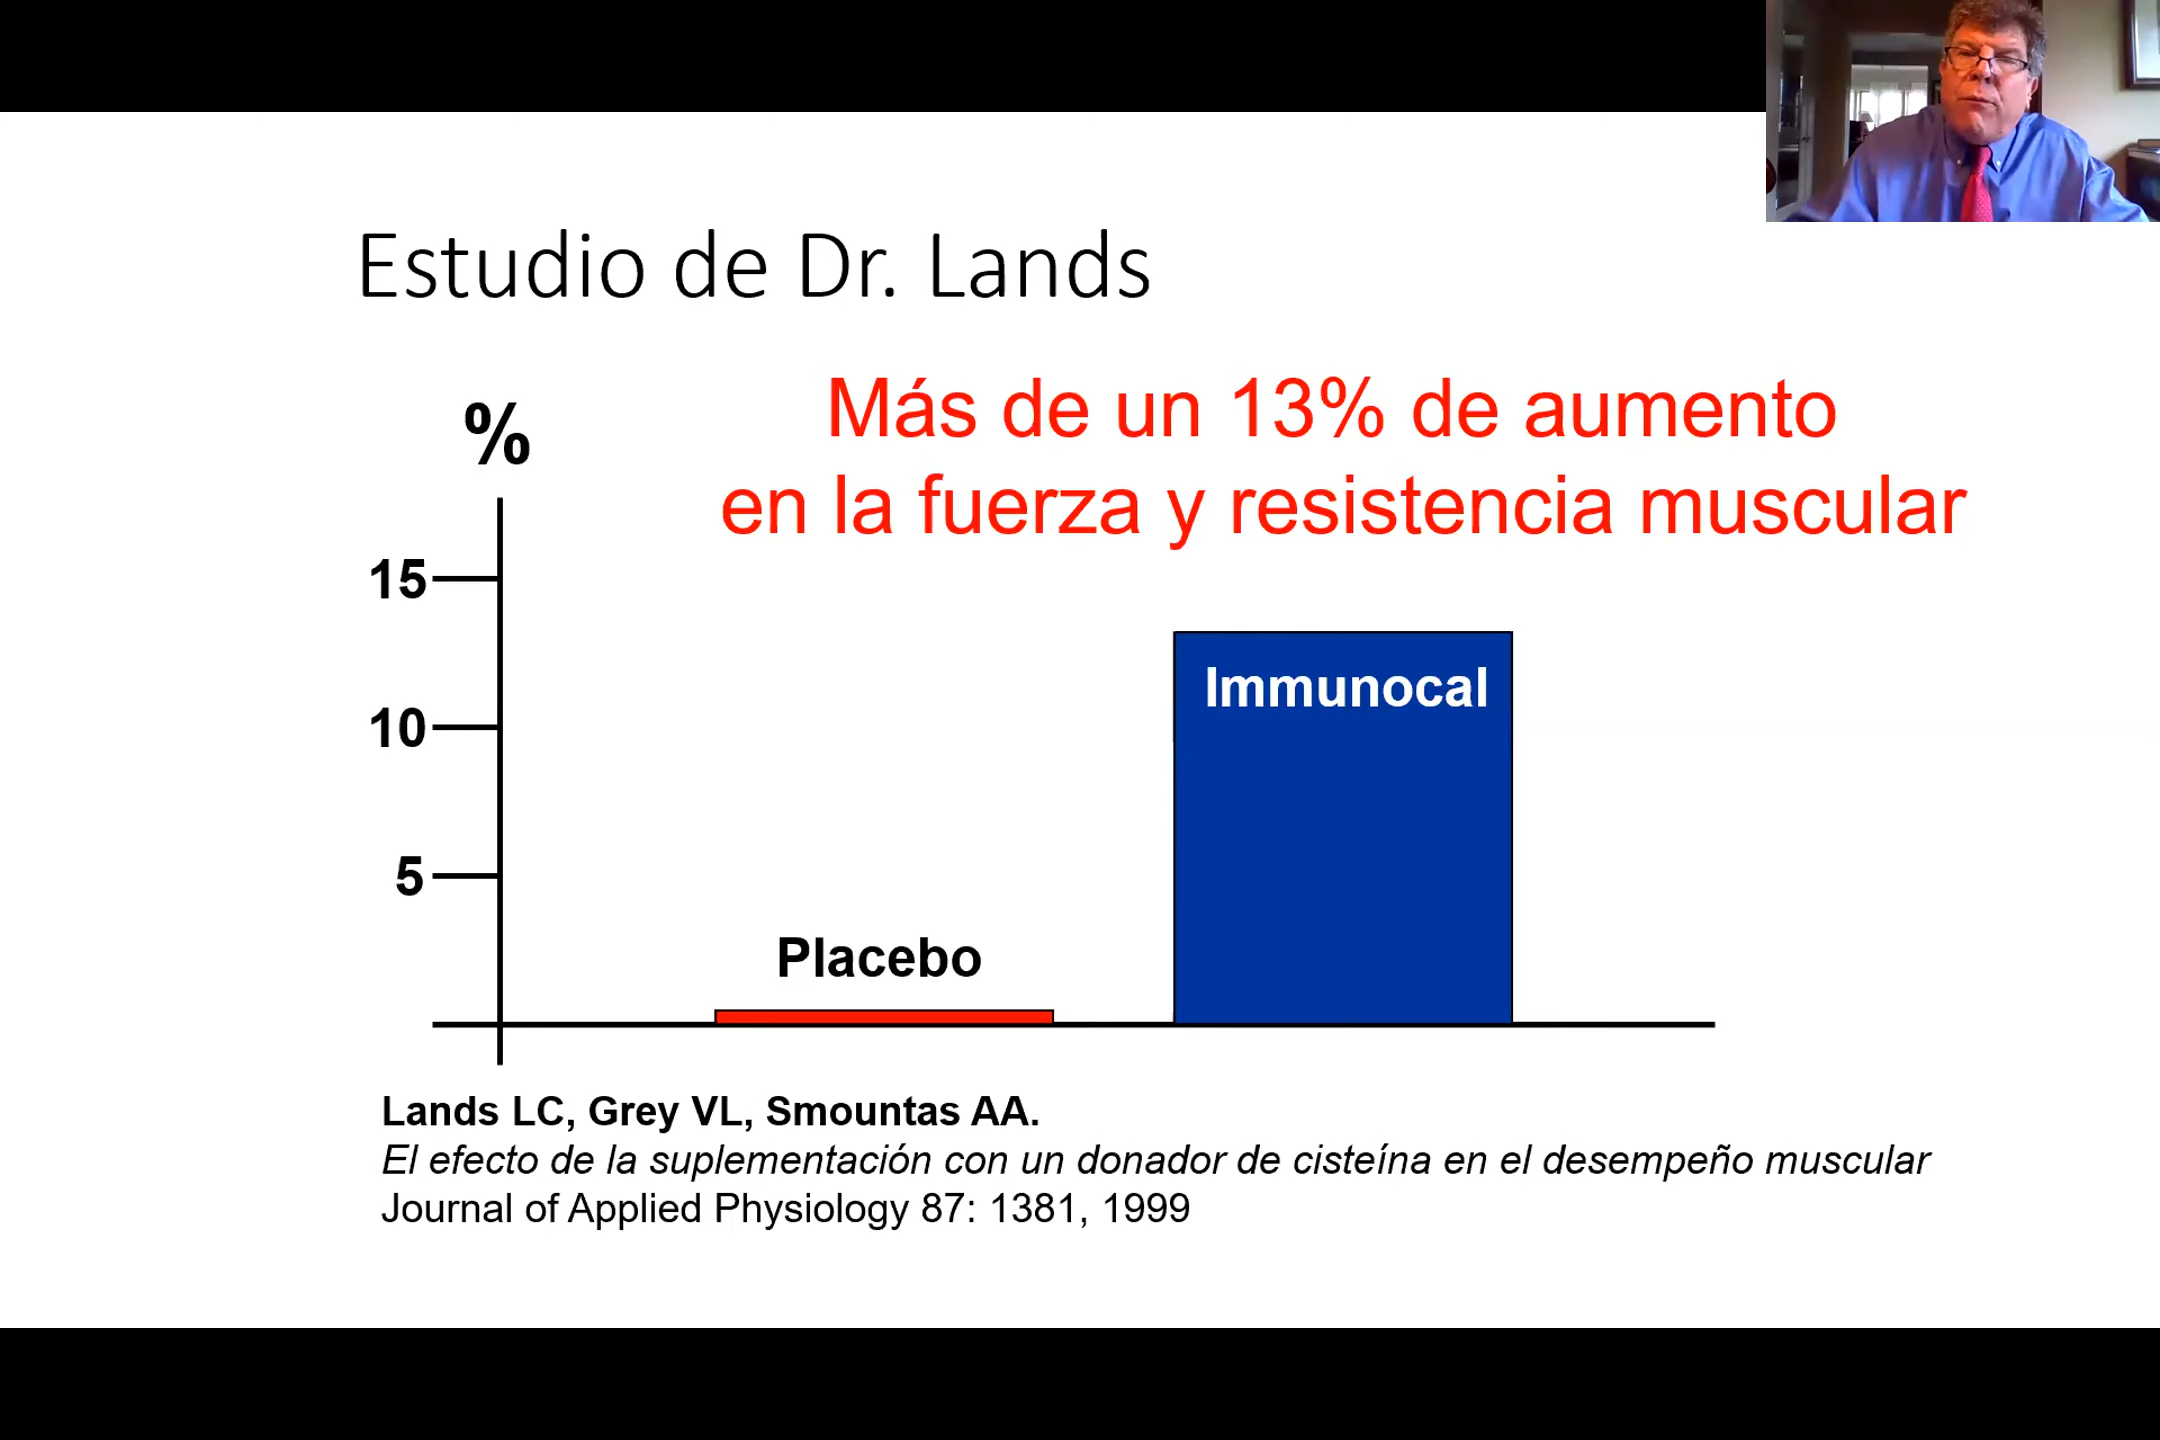 Estudio de Dr. Lands
%
Más de un 13% de aumento
en la fuerza y resistencia muscular
15
10
5
Immunocal
Placebo
Lands LC, Grey VL, Smountas AA.
El efecto de la suplementación con un donador de cisteína en el desempeño muscular
Journal of Applied Physiology 87: 1381, 1999